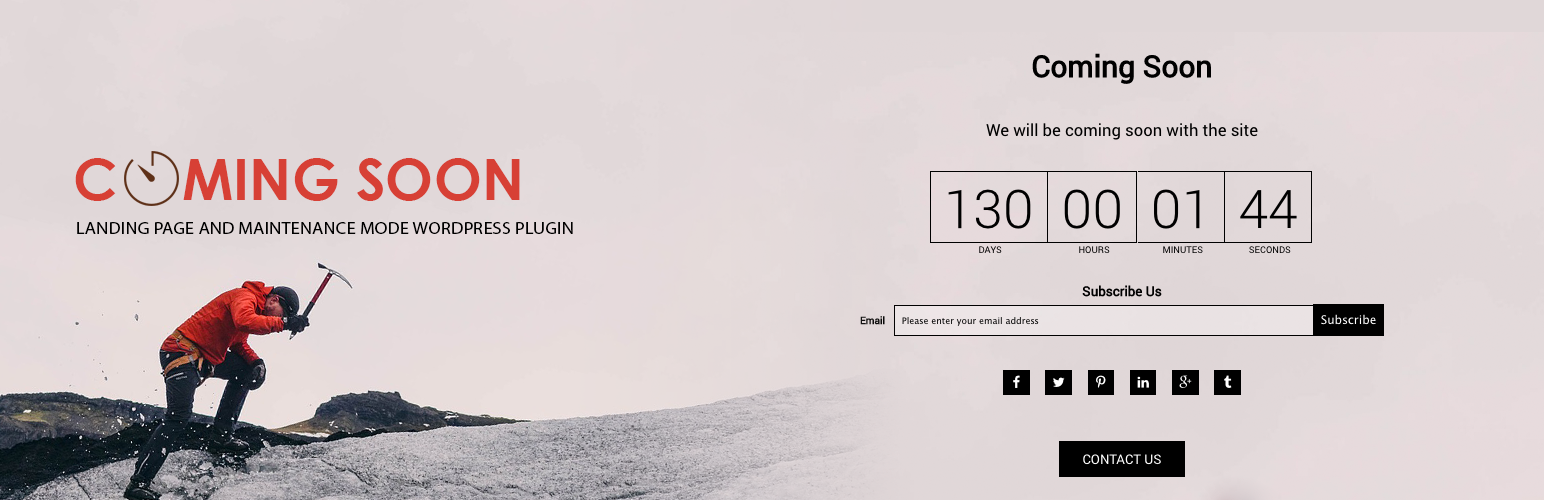 COMING SOON
LANDING PAGE AND MAINTENANCE MODE WORDPRESS PLUGIN
Coming Soon
We will be coming soon with the site
130 00 01 44
DAYS HOURS MINUTES SECONDS
Subscribe Us
Email Please enter your email address Subscribe
CONTACT US